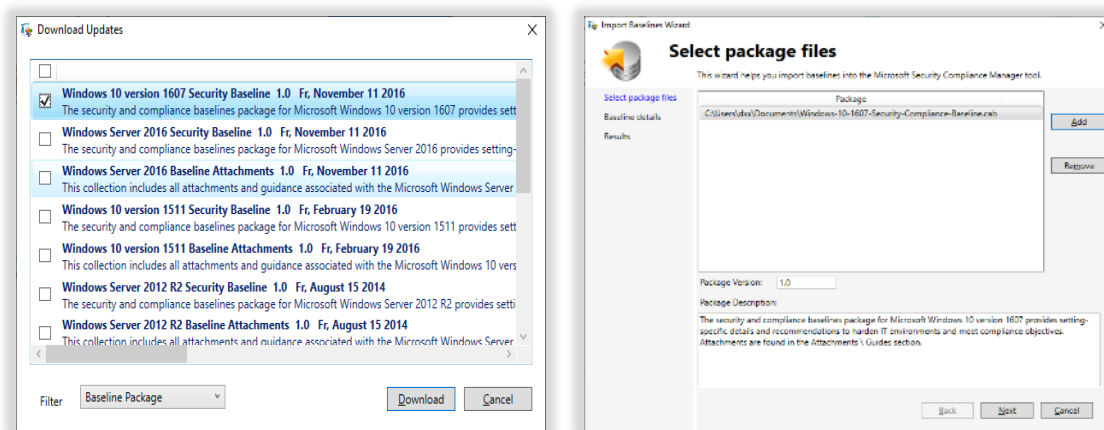 Download Updates
Windows 10 version 1607 Security Baseline 1.0 Fr, November 11 2016
The security and compliance baselines package for Microsoft Windows 10 version 1607 provides sett
Windows Server 2016 Security Baseline 1.0 Fr, November 11 2016
The security and compliance baselines package for Microsoft Windows Server 2016 provides setting-
Windows Server 2016 Baseline Attachments 1.0 Fr, November 11 2016
This collection includes all attachments and guidance associated with the Microsoft Windows Server
Windows 10 version 1511 Security Baseline 1.0 Fr, February 19 2016
The security and compliance baselines package for Microsoft Windows 10 version 1511 provides sett
Windows 10 version 1511 Baseline Attachments 1.0 Fr, February 19 2016
This collection includes all attachments and guidance associated with the Microsoft Windows 10 vers
Windows Server 2012 R2 Security Baseline 1.0 Fr, August 15 2014
The security and compliance baselines package for Microsoft Windows Server 2012 R2 provides setti
Windows Server 2012 R2 Baseline Attachments 1.0 Fr, August 15 2014
This collection includes all attachments and guidance associated with the Microsoft Windows Server
Filter
Baseline Package
Download
Cancel
Import Baselines Wizard
Select package files
This wizard helps you import baselines into the Microsoft Security Compliance Manager tool.
Select package files
Baseline details
Results
Package
C:\Users\dxx\Documents\Windows-10-1607-Security-Compliance-Baseline.cab
Add
Remove
Package Version: 1.0
Package Description:
The security and compliance baselines package for Microsoft Windows 10 version 1607 provides setting-
specific details and recommendations to harden IT environments and meet compliance objectives.
Attachments are found in the Attachments \ Guides section.
Back
Next
Cancel